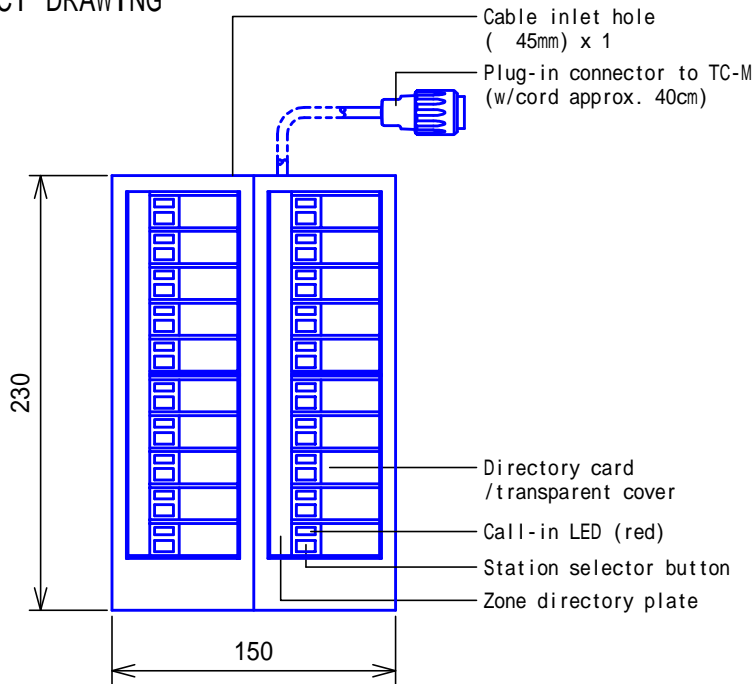 CT DRAWING
Cable inlet hole
( 45mm) x 1
Plug-in connector to TC-M
(w/cord approx. 40cm)
230
Directory card
/transparent cover
Call-in LED (red)
Station selector button
Zone directory plate
150